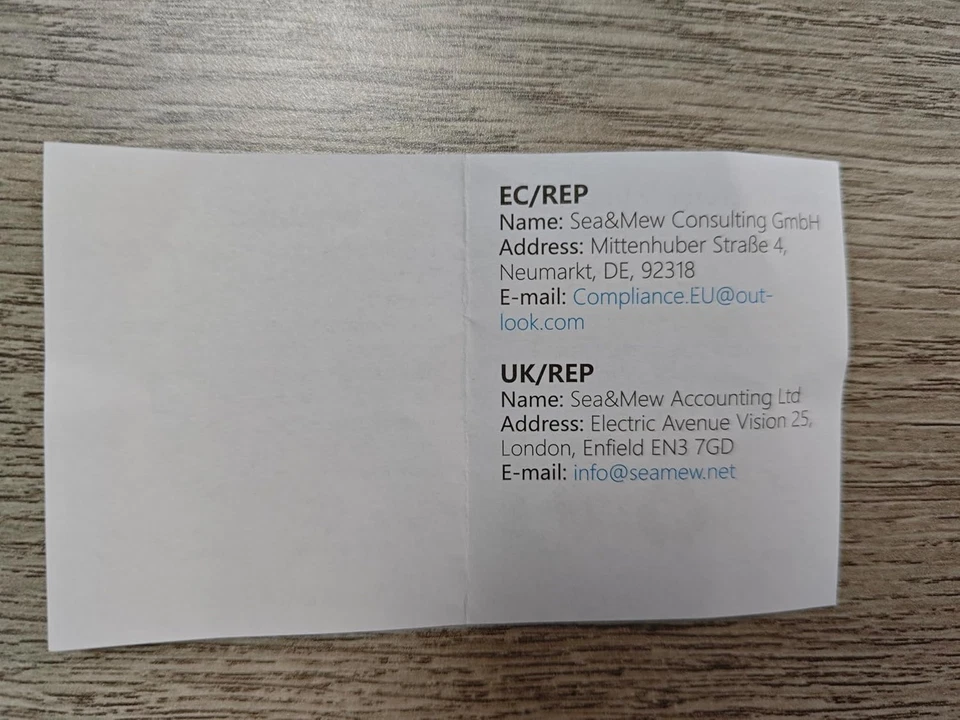 EC/REP
Name: Sea&Mew Consulting GmbH
Address: Mittenhuber Straße 4,
Neumarkt, DE, 92318
E-mail: Compliance.EU@out-
look.com
UK/REP
Name: Sea&Mew Accounting Ltd
Address: Electric Avenue Vision 25,
London, Enfield EN3 7GD
E-mail: info@seamew.net